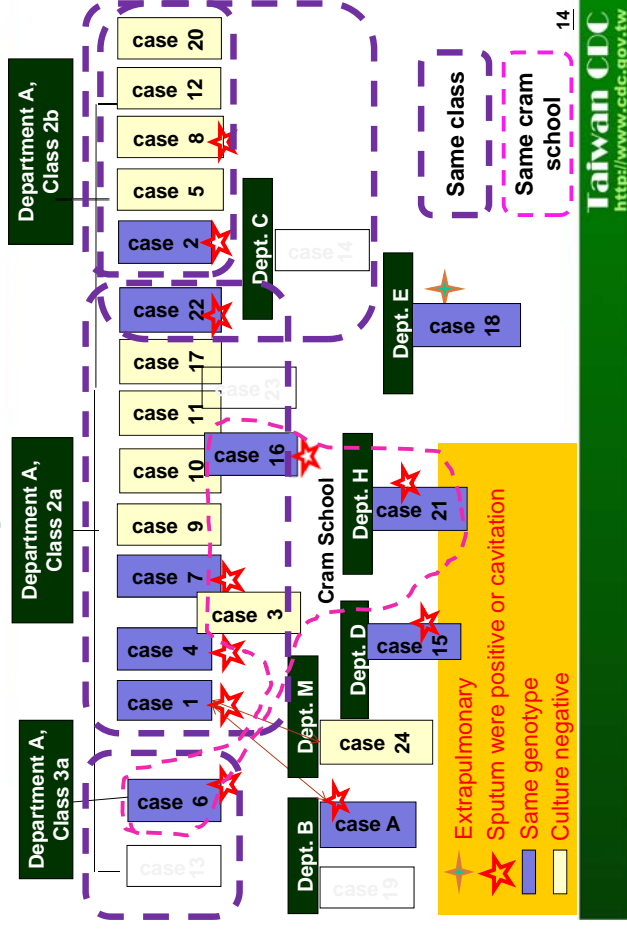 Department A,
Class 3a
Department A,
Class 2a
Department A,
Class 2b
case
13
case
6
case
1
case
4
case
7
case
3
case
9
case
10
case
11
case
17
case
22
case
2
case
5
case
8
case
12
case
20
case
16
case
23
Cram School
Dept. B
case
19
case A
Dept. M
case
24
Dept. D
case
15
Dept. H
case
21
Dept. C
case
14
Dept. E
case
18
Extrapulmonary
Sputum were positive or cavitation
Same genotype
Culture negative
Same class
Same cram
school
14
Taiwan CDC
http://www.cdc.gov.tw